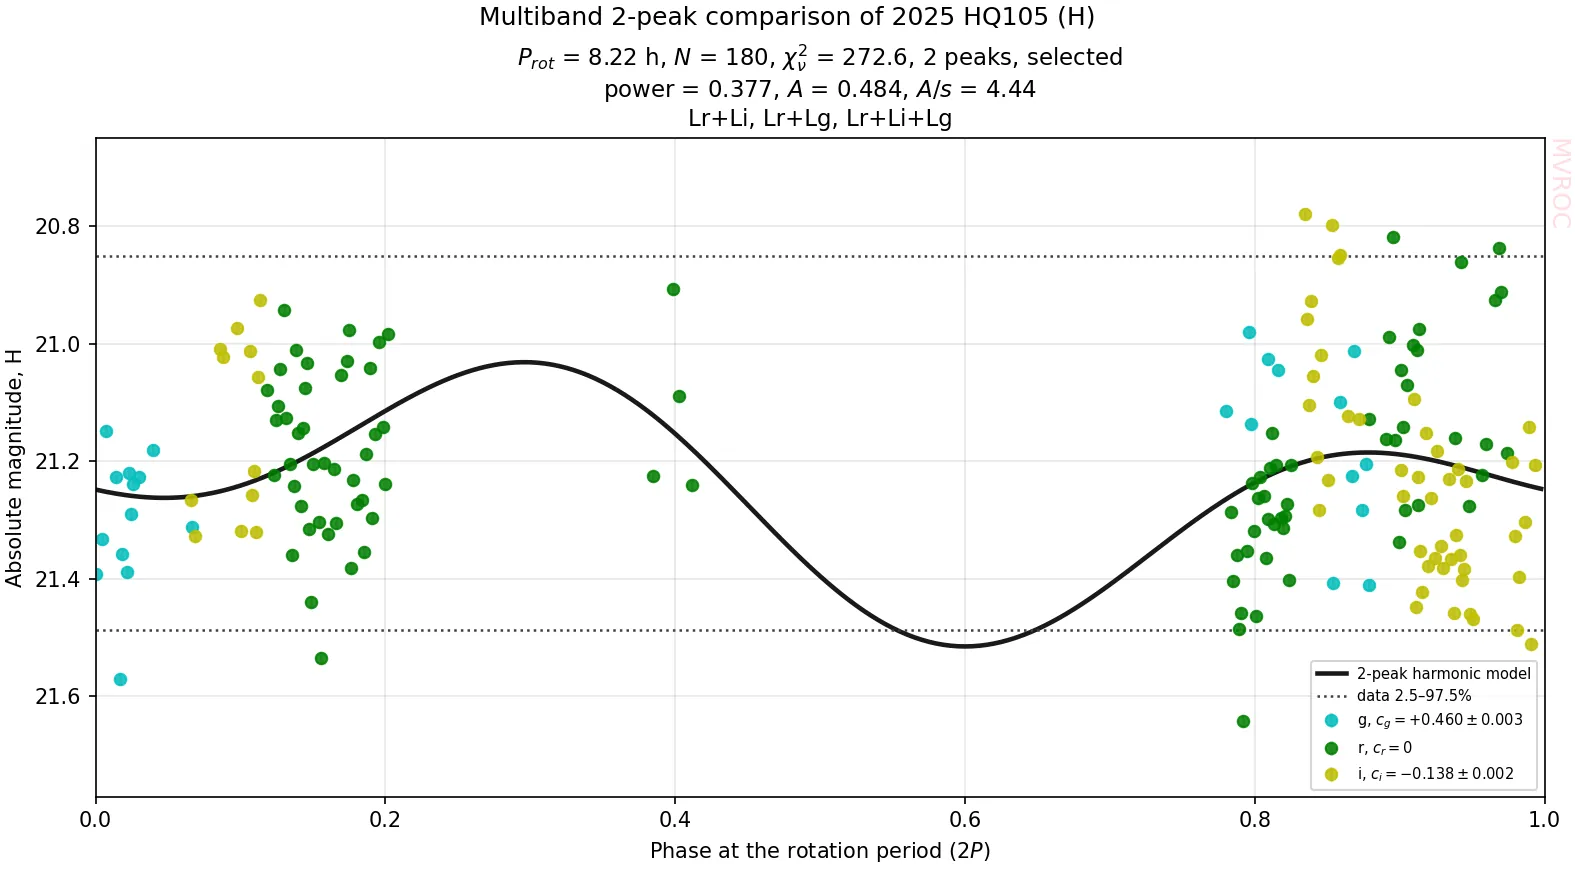 Multiband 2-peak comparison of 2025 HQ105 (H)
P_rot = 8.22 h, N = 180, χ²_ν = 272.6, 2 peaks, selected
power = 0.377, A = 0.484, A/s = 4.44
Lr+Li, Lr+Lg, Lr+Li+Lg
MVROC
Absolute magnitude, H
20.8
21.0
21.2
21.4
21.6
2-peak harmonic model
data 2.5–97.5%
g, c_g = +0.460 ± 0.003
r, c_r = 0
i, c_i = −0.138 ± 0.002
0.0 0.2 0.4 0.6 0.8 1.0
Phase at the rotation period (2P)